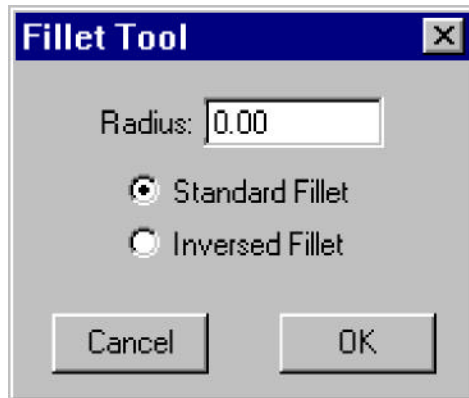 Fillet Tool
Radius: 0.00
Standard Fillet
Inversed Fillet
Cancel OK